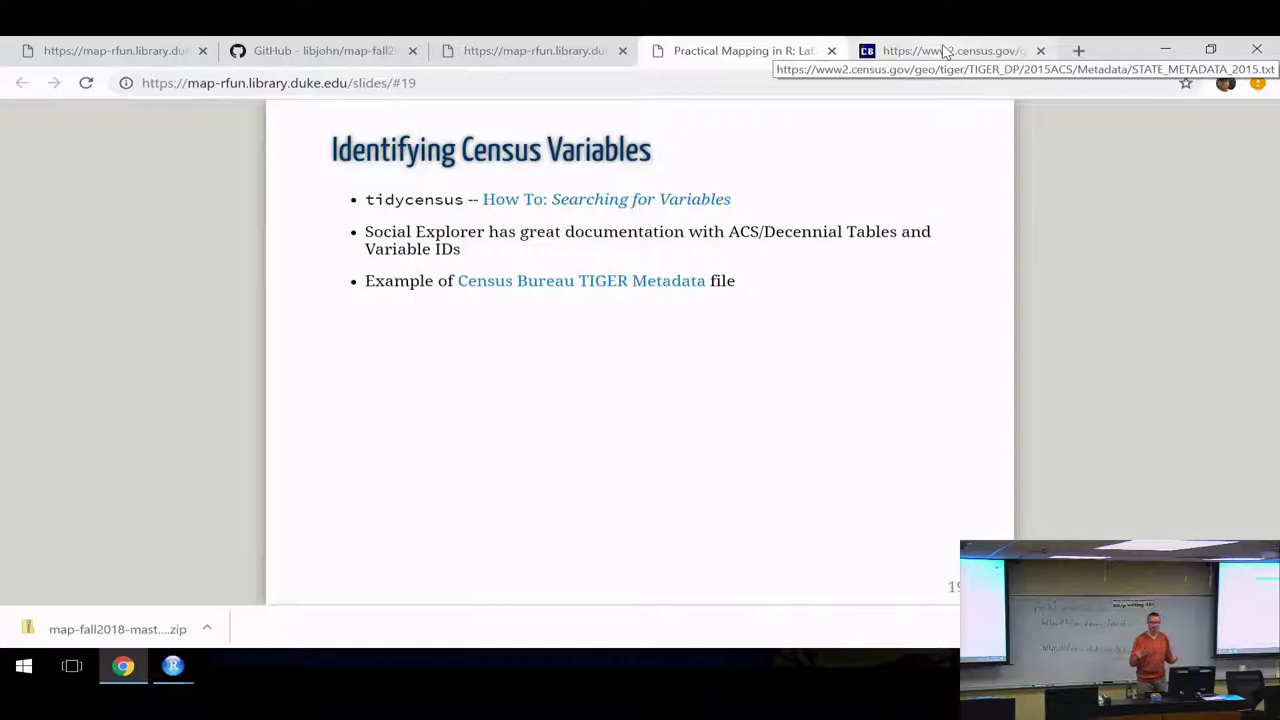 https://map-rfun.library.du
GitHub - libjohn/map-fall2
https://map-rfun.library.du
Practical Mapping in R: Lat
CB
https://www2.census.gov/g
https://www2.census.gov/geo/tiger/TIGER_DP/2015ACS/Metadata/STATE_METADATA_2015.txt
https://map-rfun.library.duke.edu/slides/#19
Identifying Census Variables
tidycensus -- How To: Searching for Variables
Social Explorer has great documentation with ACS/Decennial Tables and
Variable IDs
Example of Census Bureau TIGER Metadata file
19
map-fall2018-mast....zip
R